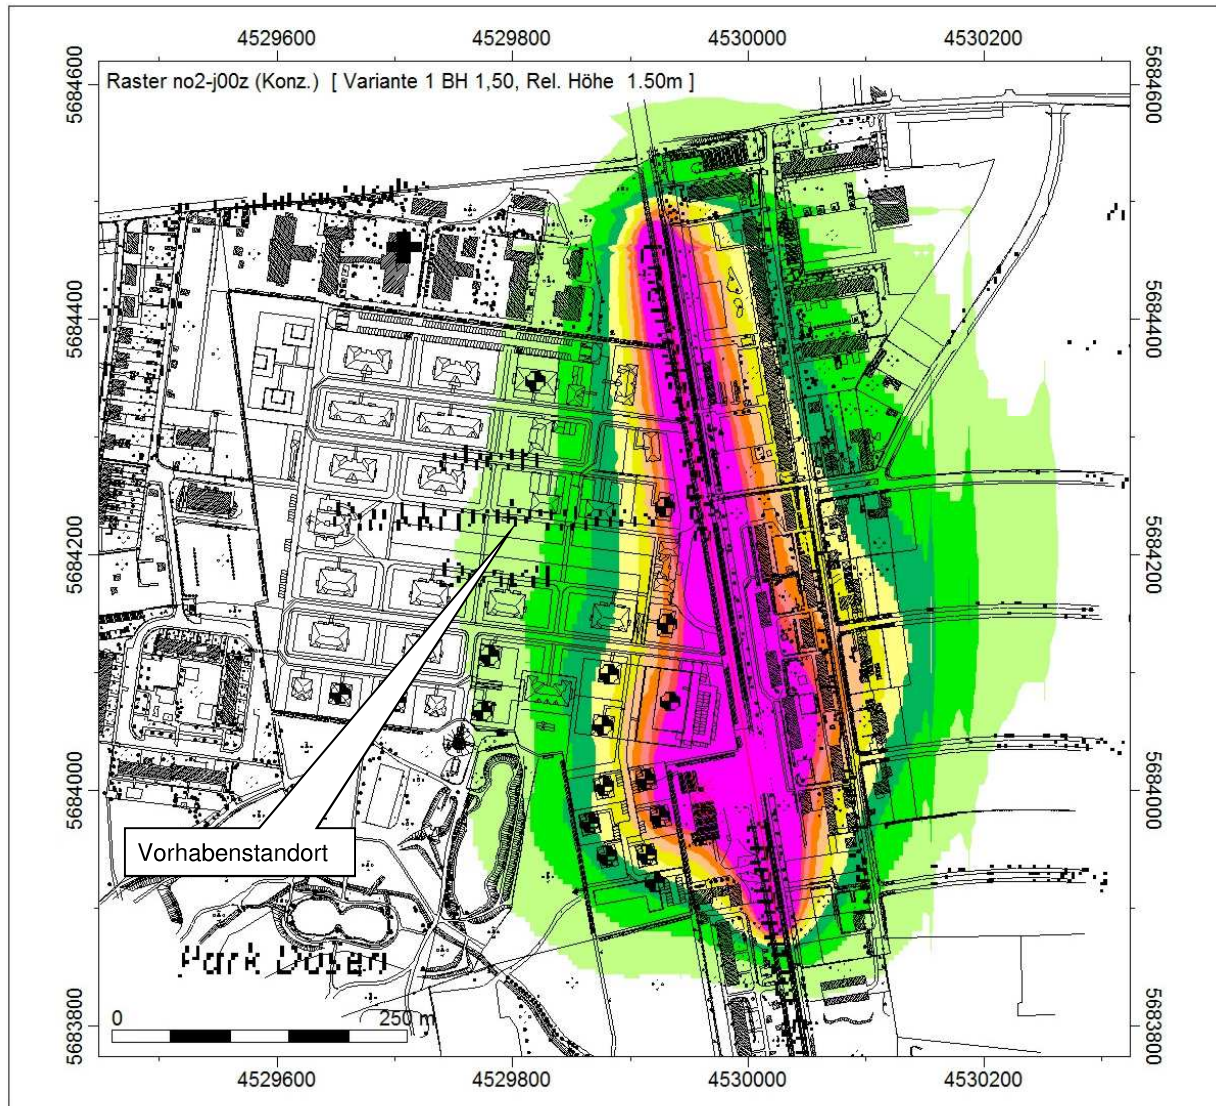 4529600 4529800 4530000 4530200
5684600 5684600
Raster no2-j00z (Konz.) [ Variante 1 BH 1,50, Rel. Höhe 1.50m ]
5684400 5684400
5684200 5684200
5684000 5684000
Vorhabenstandort
Park Dösen
0 250 m
5683800 5683800
4529600 4529800 4530000 4530200